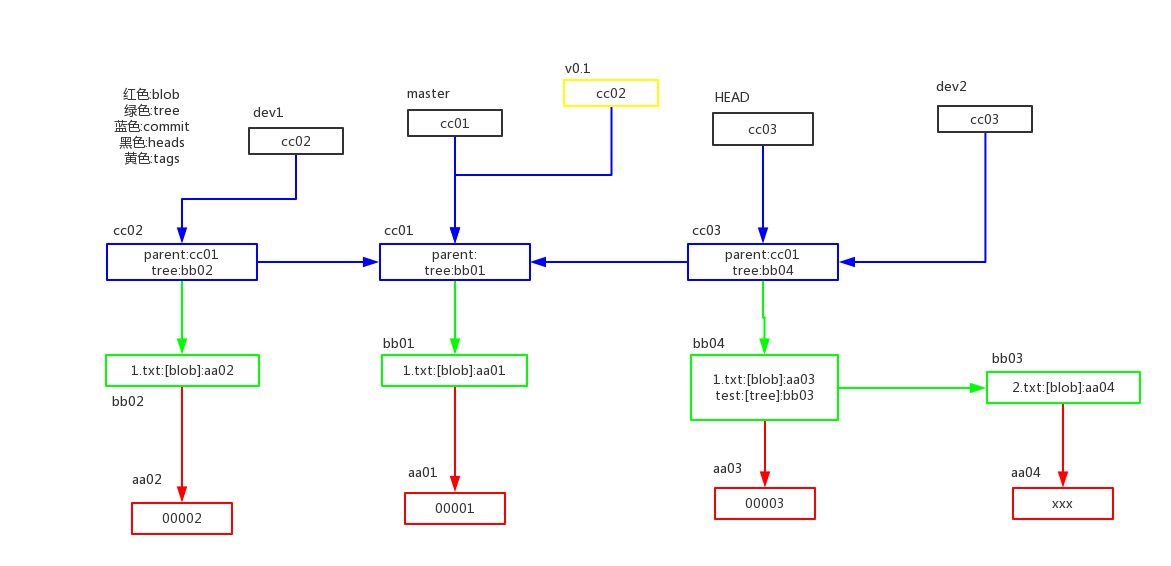 红色:blob
绿色:tree
蓝色:commit
黑色:heads
黄色:tags
dev1
cc02
master
cc01
v0.1
cc02
HEAD
cc03
dev2
cc03
cc02
parent:cc01
tree:bb02
cc01
parent:
tree:bb01
cc03
parent:cc01
tree:bb04
1.txt:[blob]:aa02
bb02
bb01
1.txt:[blob]:aa01
bb04
1.txt:[blob]:aa03
test:[tree]:bb03
bb03
2.txt:[blob]:aa04
aa02
00002
aa01
00001
aa03
00003
aa04
xxx